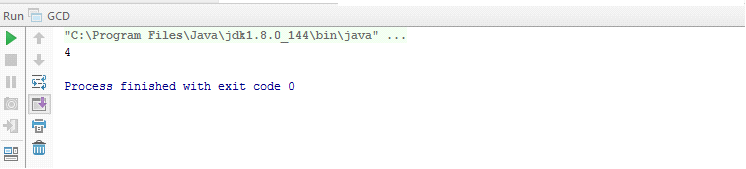 Run GCD
"C:\Program Files\Java\jdk1.8.0_144\bin\java" ...
4
Process finished with exit code 0